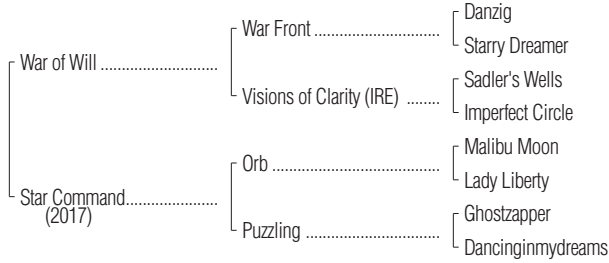 Danzig
War Front ..............................
Starry Dreamer
War of Will ............................
Sadler's Wells
Visions of Clarity (IRE) ........
Imperfect Circle
Malibu Moon
Orb ........................................
Lady Liberty
Star Command......................
(2017)
Ghostzapper
Puzzling ................................
Dancinginmydreams